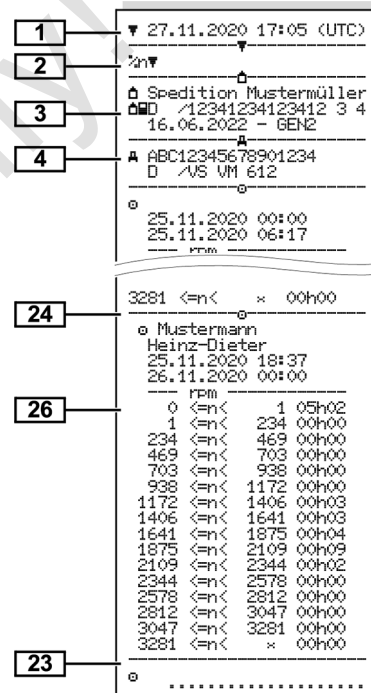 1
▼ 27.11.2020 17:05 (UTC)
2
%n▼
Spedition Mustermüller
3
D /12341234123412 3 4
16.06.2022 - GEN2
4
ABC12345678901234
D /VS VM 612
25.11.2020 00:00
25.11.2020 06:17
--- rpm
3281 <=n< × 00h00
24
Mustermann
Heinz-Dieter
25.11.2020 18:37
26.11.2020 00:00
26
--- rpm
0 <=n< 1 05h02
1 <=n< 234 00h00
234 <=n< 469 00h00
469 <=n< 703 00h00
703 <=n< 938 00h00
938 <=n< 1172 00h00
1172 <=n< 1406 00h03
1406 <=n< 1641 00h03
1641 <=n< 1875 00h04
1875 <=n< 2109 00h09
2109 <=n< 2344 00h02
2344 <=n< 2578 00h00
2578 <=n< 2812 00h00
2812 <=n< 3047 00h00
3047 <=n< 3281 00h00
3281 <=n< × 00h00
23
....................